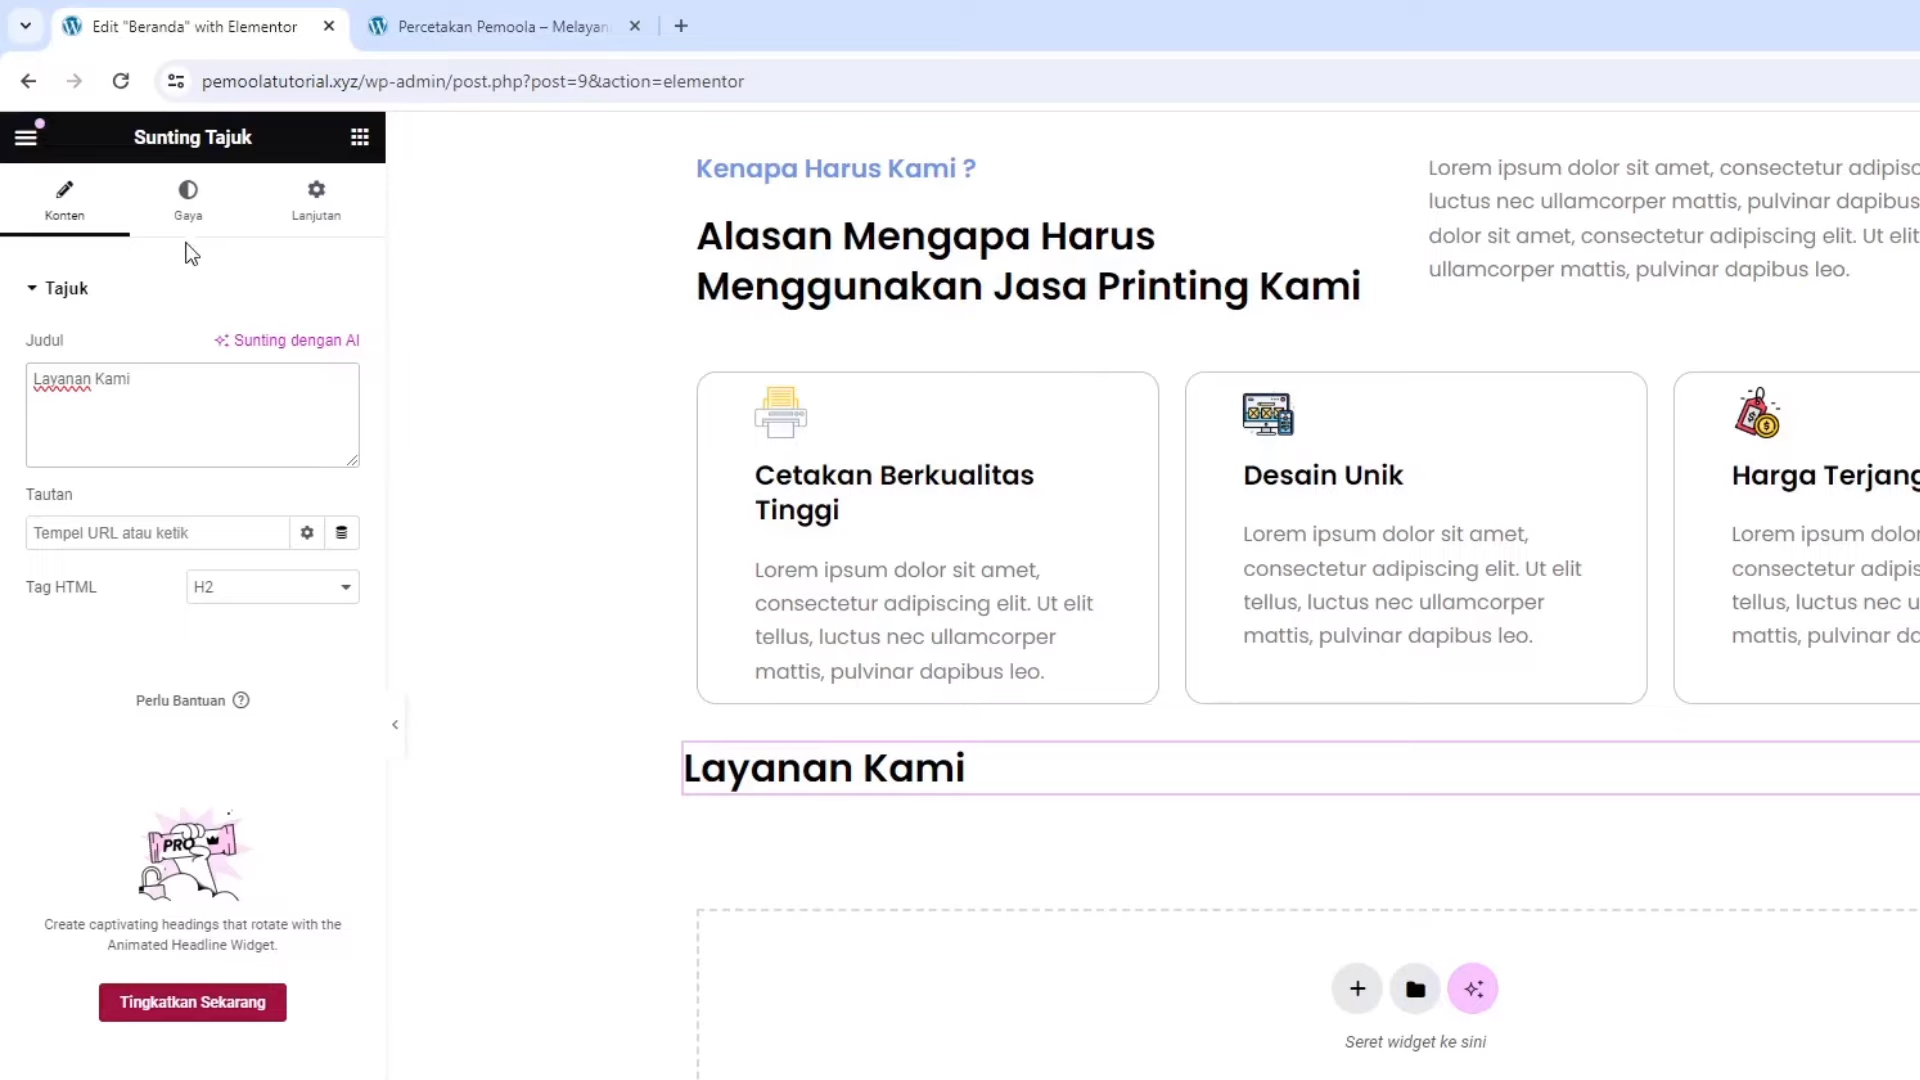 Edit "Beranda" with Elementor
Percetakan Pemoola – Melayan
pemoolatutorial.xyz/wp-admin/post.php?post=9&action=elementor
Sunting Tajuk
Konten
Gaya
Lanjutan
Tajuk
Judul
Sunting dengan AI
Layanan Kami
Tautan
Tempel URL atau ketik
Tag HTML
H2
Perlu Bantuan
PRO
Create captivating headings that rotate with the
Animated Headline Widget.
Tingkatkan Sekarang
Kenapa Harus Kami ?
Alasan Mengapa Harus
Menggunakan Jasa Printing Kami
Lorem ipsum dolor sit amet, consectetur adipisc
luctus nec ullamcorper mattis, pulvinar dapibus
dolor sit amet, consectetur adipiscing elit. Ut elit
ullamcorper mattis, pulvinar dapibus leo.
Cetakan Berkualitas
Tinggi
Lorem ipsum dolor sit amet,
consectetur adipiscing elit. Ut elit
tellus, luctus nec ullamcorper
mattis, pulvinar dapibus leo.
Desain Unik
Lorem ipsum dolor sit amet,
consectetur adipiscing elit. Ut elit
tellus, luctus nec ullamcorper
mattis, pulvinar dapibus leo.
Harga Terjang
Lorem ipsum dolor
consectetur adipis
tellus, luctus nec u
mattis, pulvinar da
Layanan Kami
Seret widget ke sini